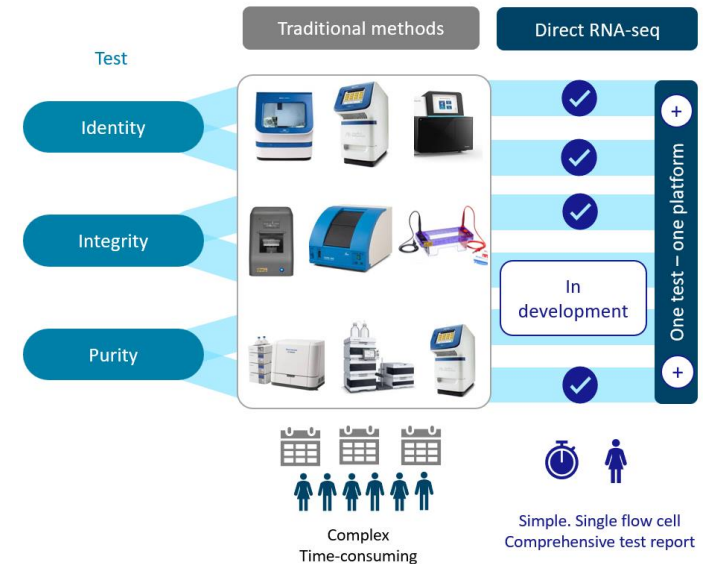 Traditional methods
Direct RNA-seq
Test
Identity
Integrity
Purity
In
development
One test – one platform
+
+
Complex
Time-consuming
Simple. Single flow cell
Comprehensive test report